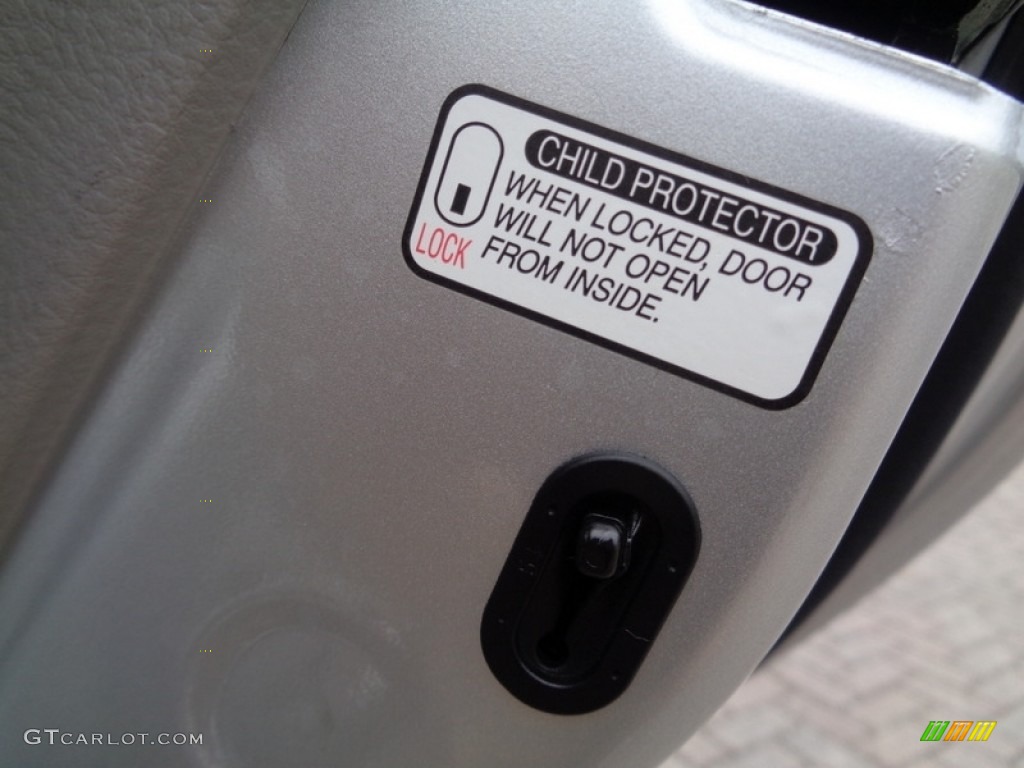 CHILD PROTECTOR
WHEN LOCKED, DOOR
WILL NOT OPEN
FROM INSIDE.
LOCK
GTCARLOT.COM